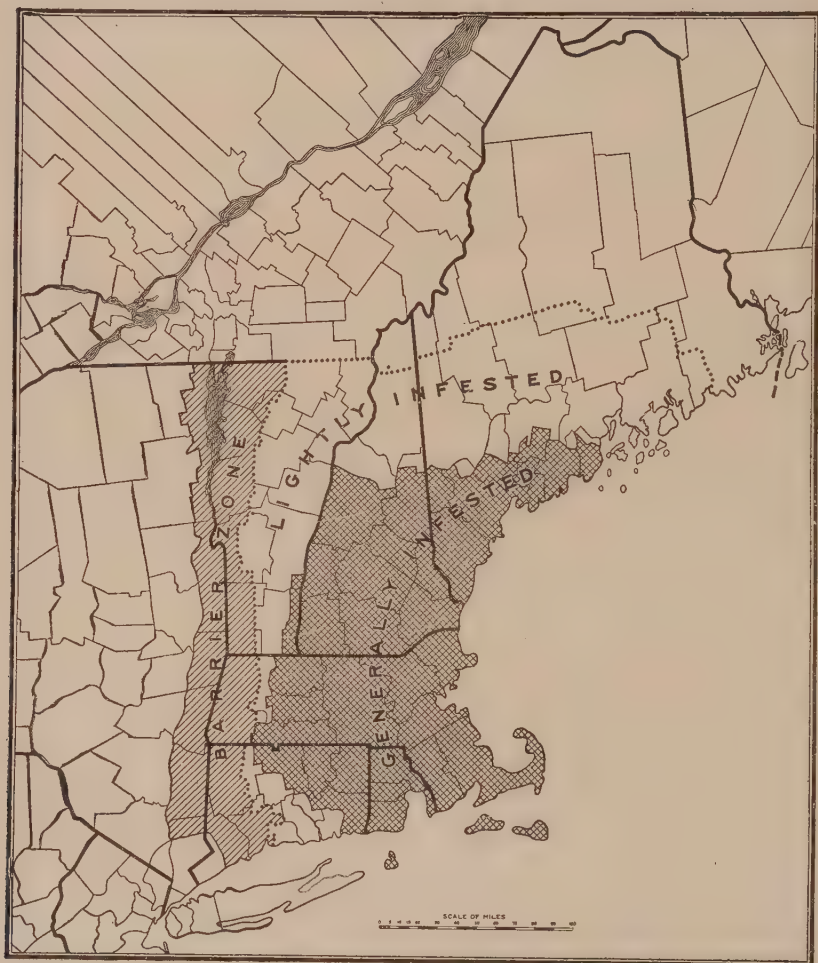 LIGHTLY INFESTED
BARRIER ZONE
GENERALLY INFESTED
SCALE OF MILES